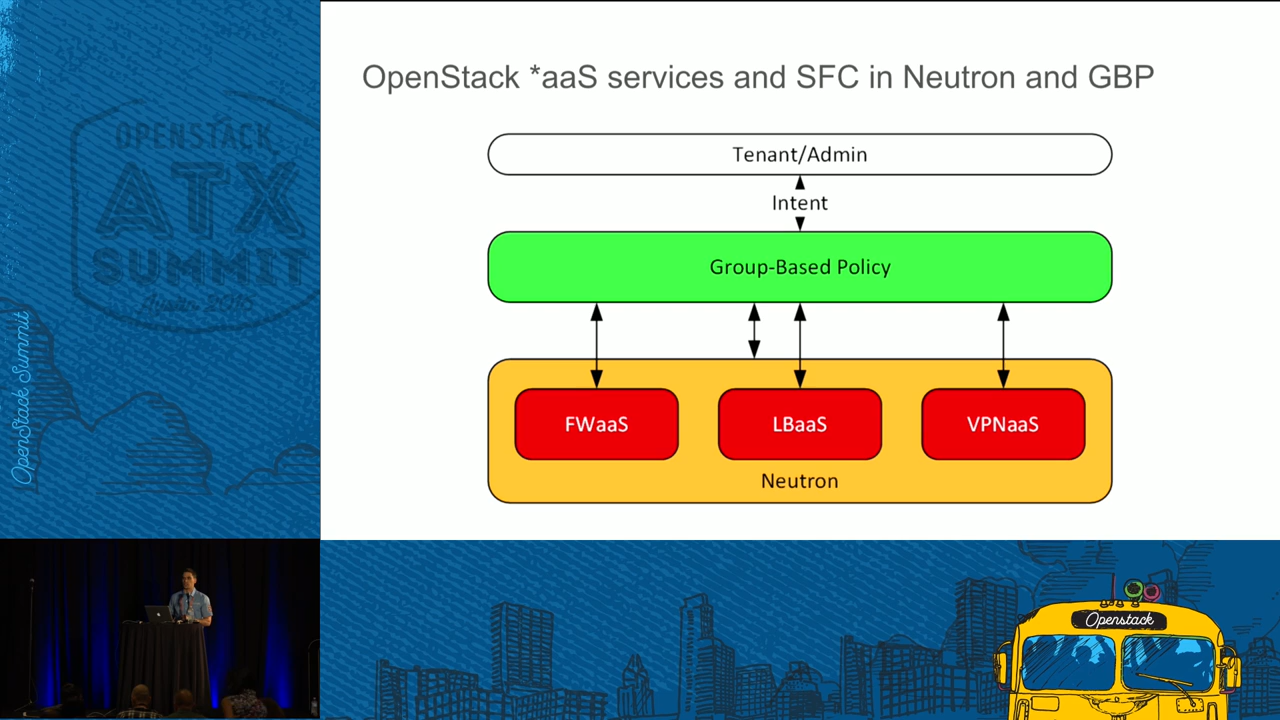 OpenStack *aaS services and SFC in Neutron and GBP
Tenant/Admin
Intent
Group-Based Policy
FWaaS
LBaaS
VPNaaS
Neutron
OPENSTACK
ATX
SUMMIT
Austin 2016
OpenStack Summit
Openstack